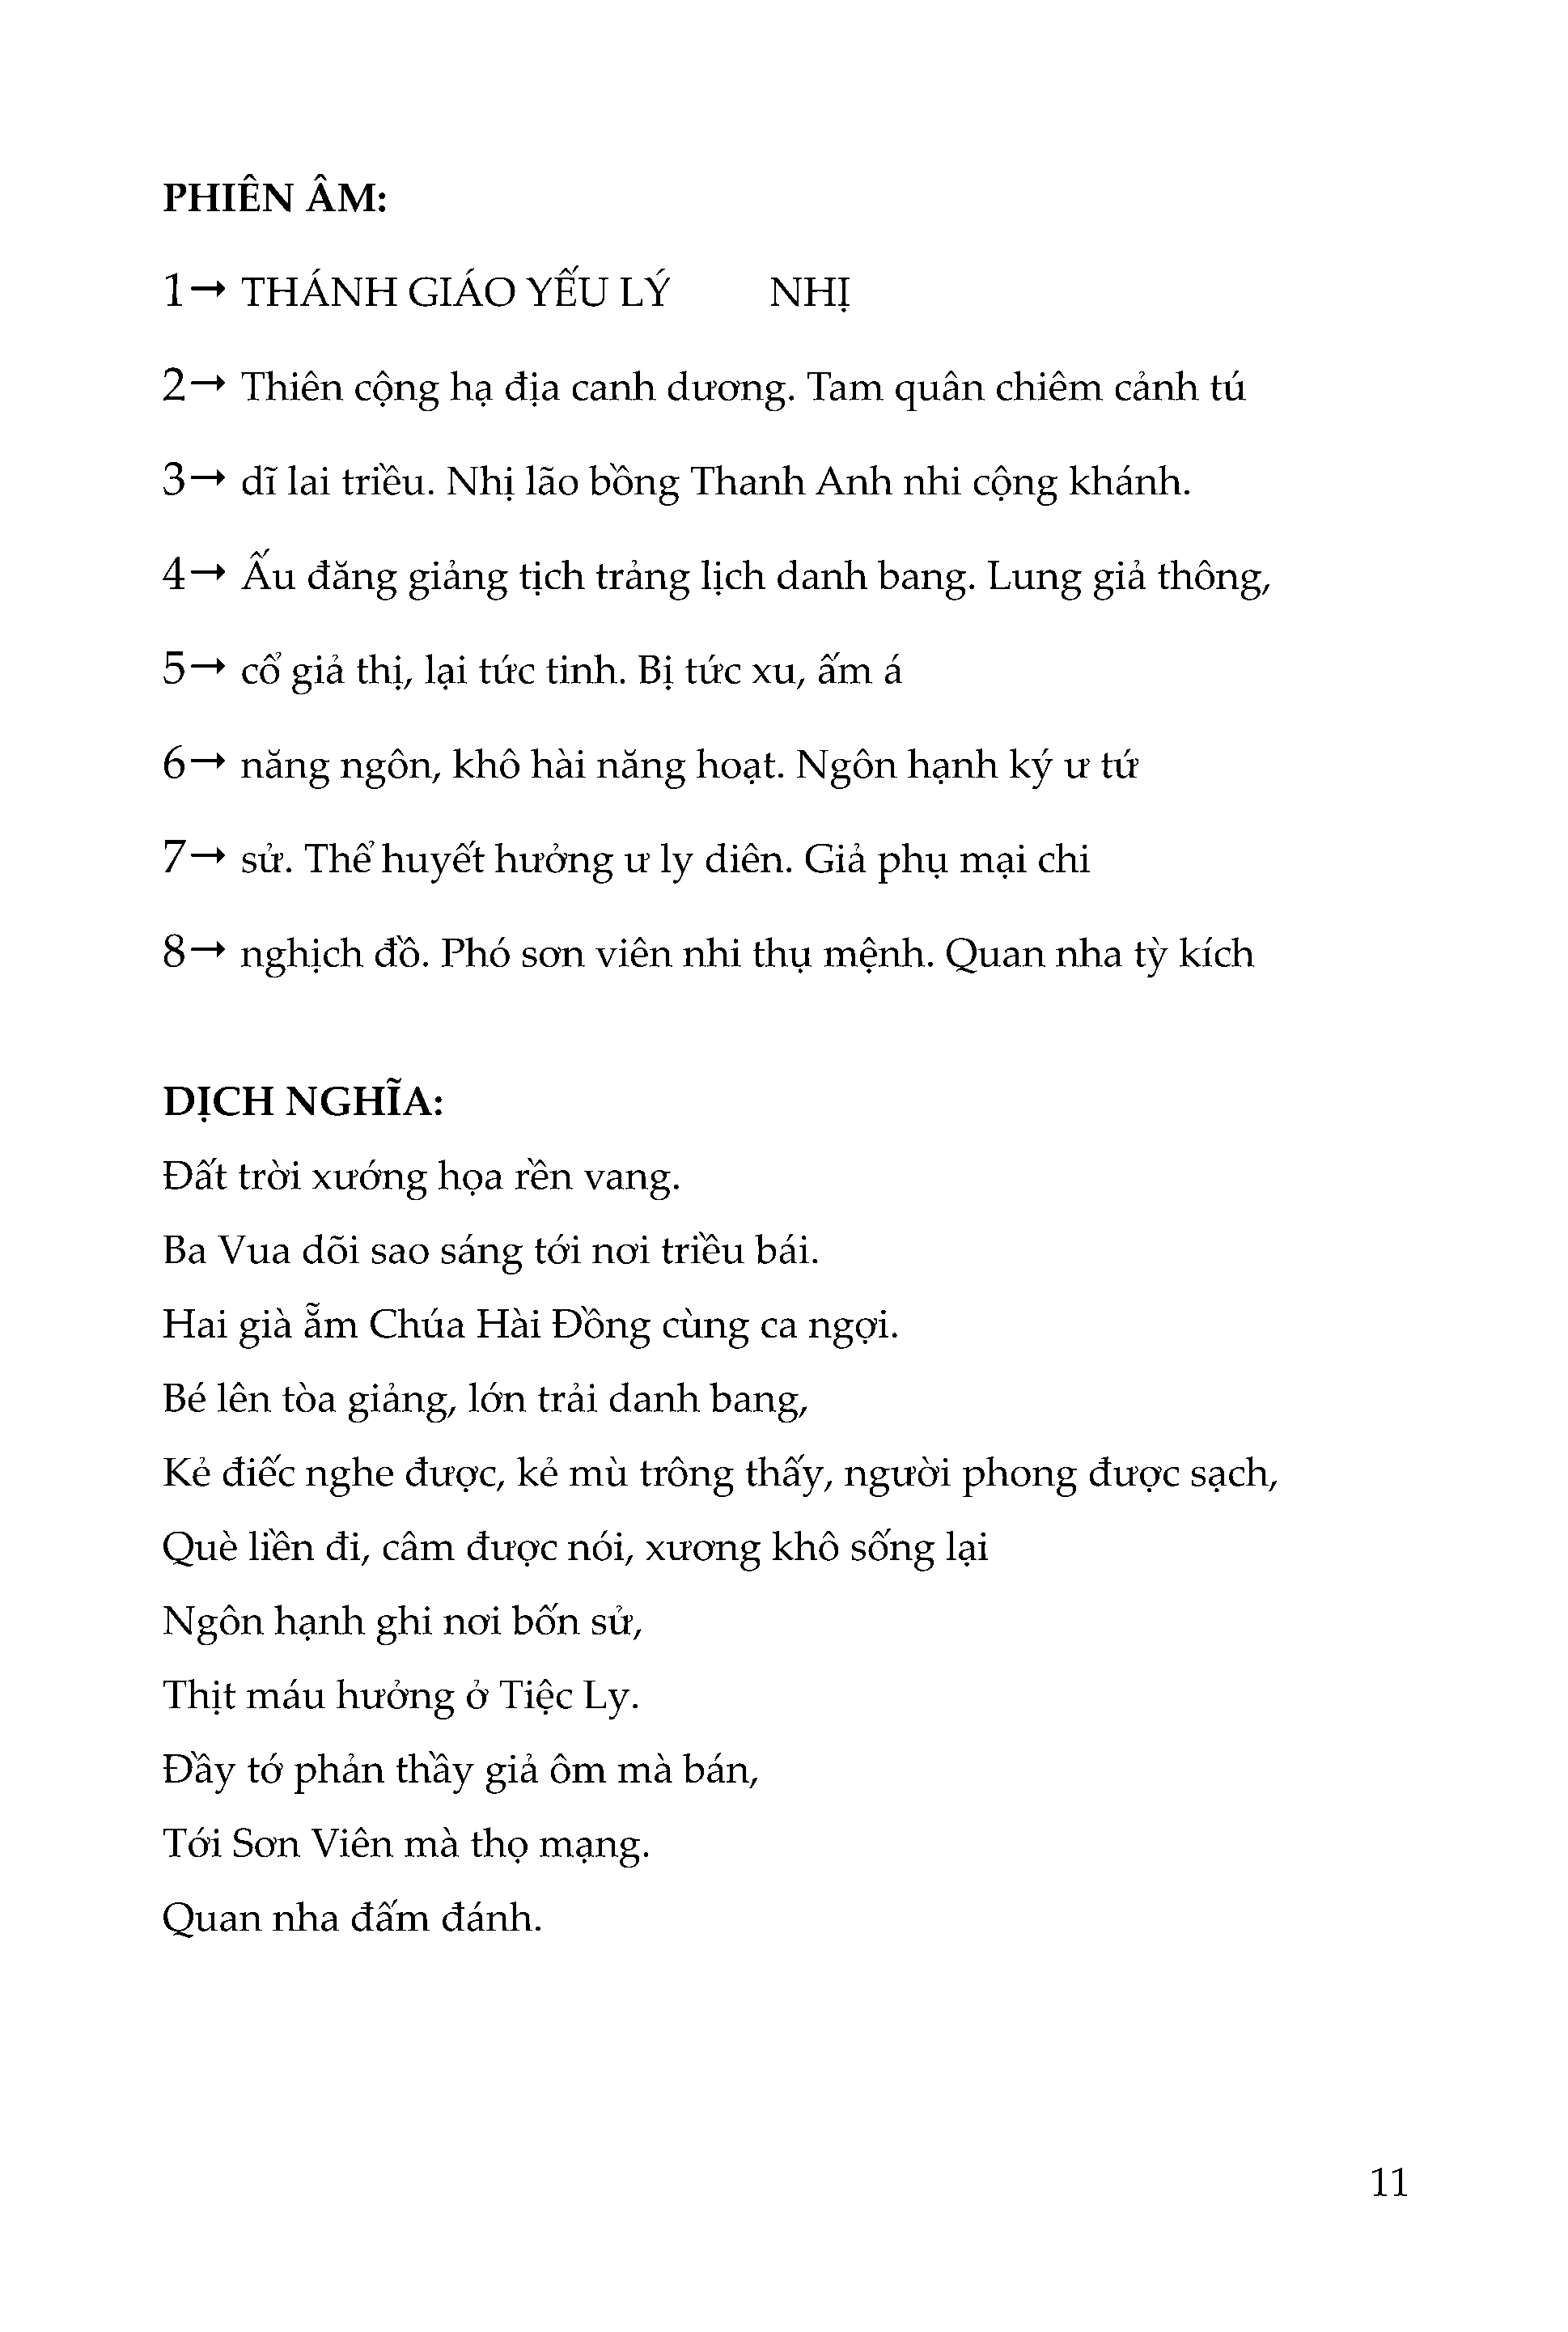 PHIÊN ÂM:
1→ THÁNH GIÁO YẾU LÝ NHỊ
2→ Thiên cộng hạ địa canh dương. Tam quân chiêm cảnh tú
3→ dĩ lai triều. Nhị lão bồng Thanh Anh nhi cộng khánh.
4→ Ấu đăng giảng tịch trảng lịch danh bang. Lung giả thông,
5→ cổ giả thị, lại tức tinh. Bị tức xu, ấm á
6→ năng ngôn, khô hài năng hoạt. Ngôn hạnh ký ư tứ
7→ sử. Thể huyết hưởng ư ly diên. Giả phụ mại chi
8→ nghịch đồ. Phó sơn viên nhi thụ mệnh. Quan nha tỳ kích
DỊCH NGHĨA:
Đất trời xướng họa rền vang.
Ba Vua dõi sao sáng tới nơi triều bái.
Hai già ẵm Chúa Hài Đồng cùng ca ngợi.
Bé lên tòa giảng, lớn trải danh bang,
Kẻ điếc nghe được, kẻ mù trông thấy, người phong được sạch,
Què liền đi, câm được nói, xương khô sống lại
Ngôn hạnh ghi nơi bốn sử,
Thịt máu hưởng ở Tiệc Ly.
Đầy tớ phản thầy giả ôm mà bán,
Tới Sơn Viên mà thọ mạng.
Quan nha đấm đánh.
11